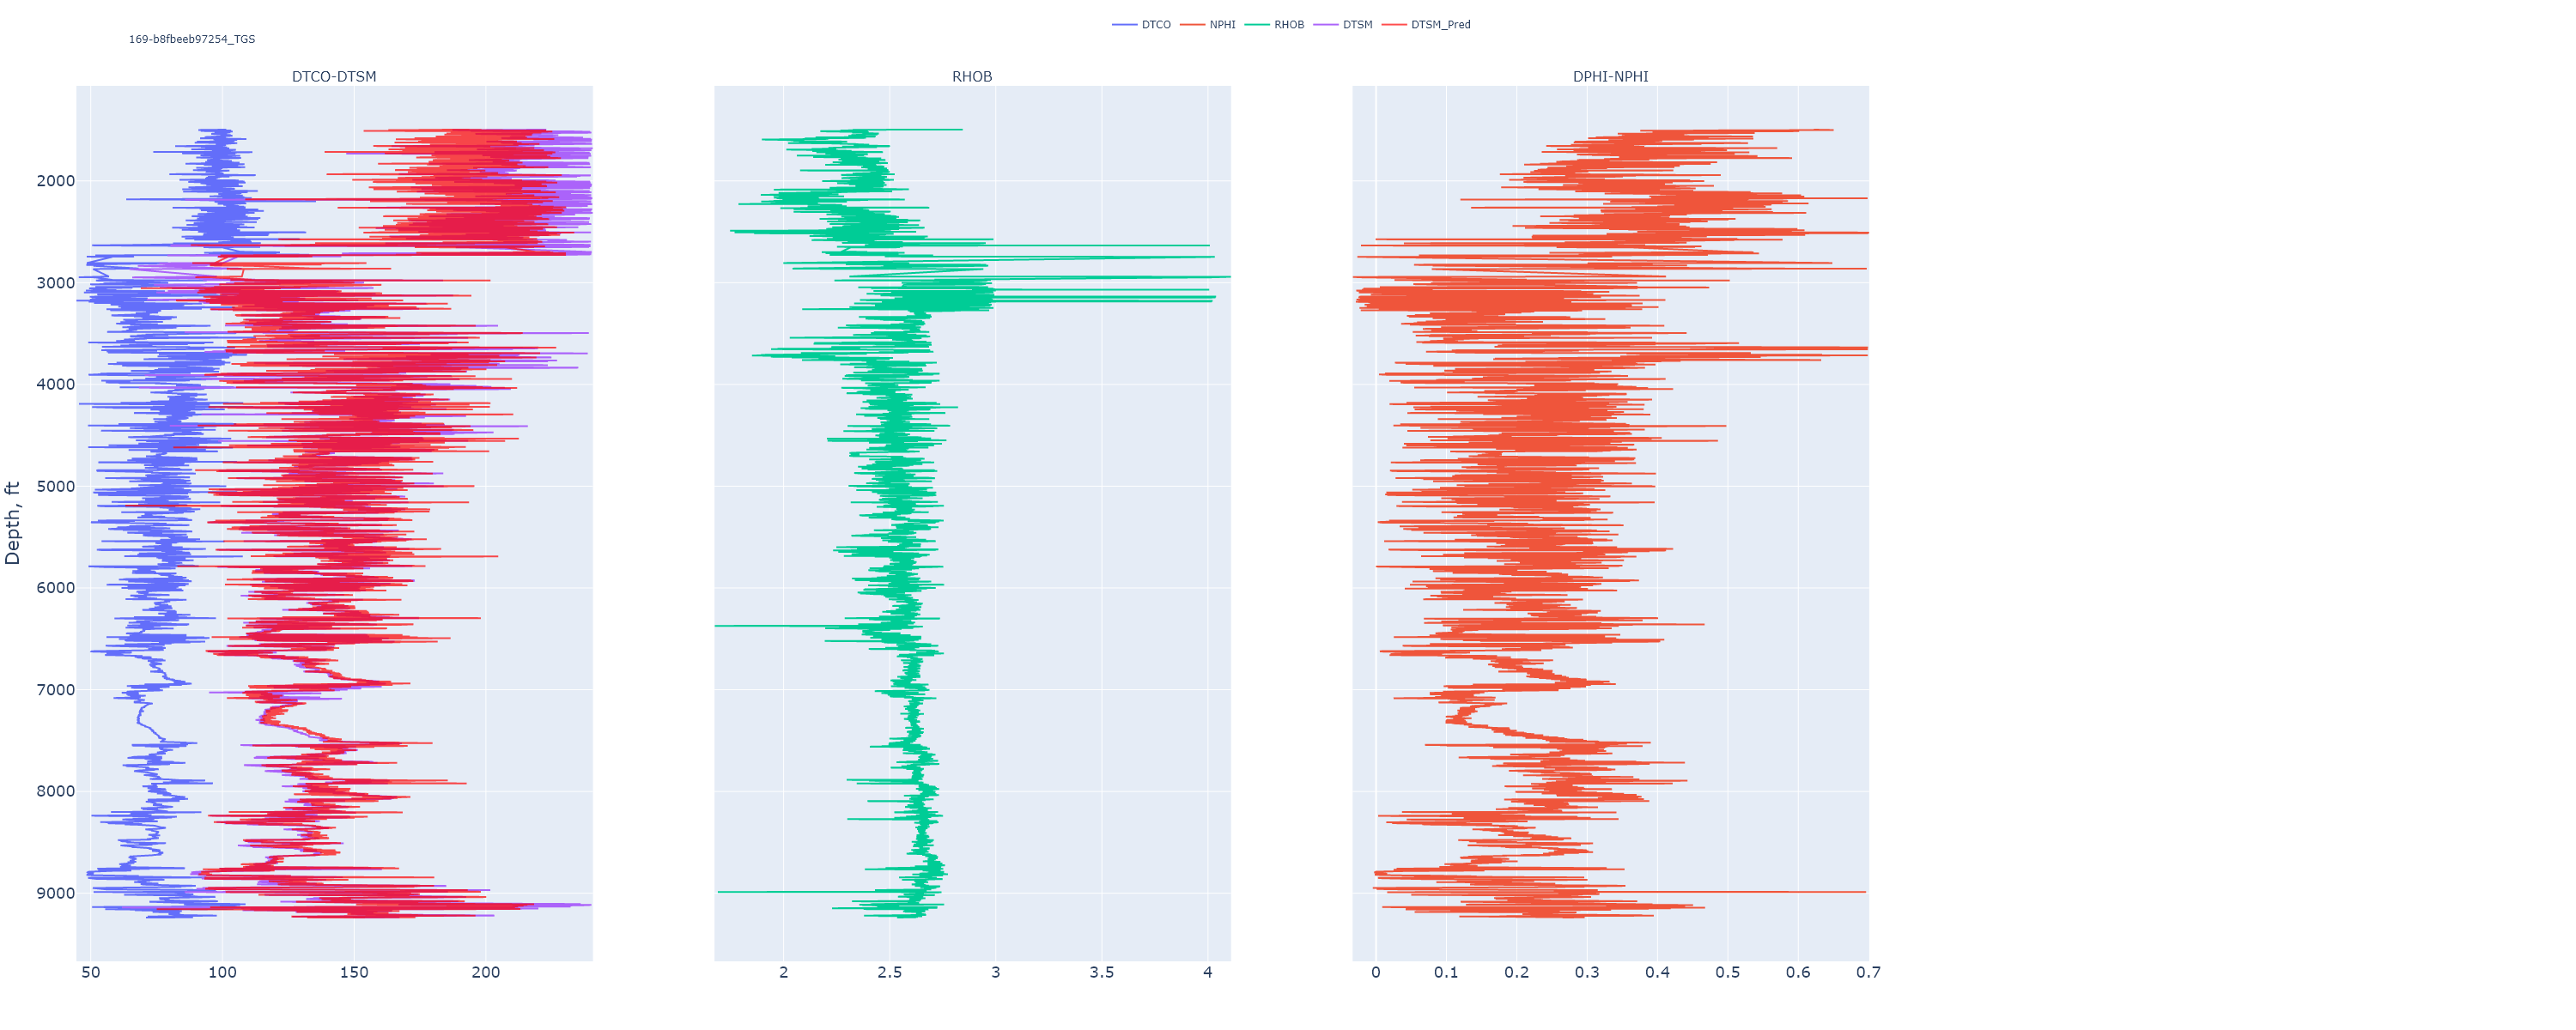 DTCO NPHI RHOB DTSM DTSM_Pred
169-b8fbeeb97254_TGS
DTCO-DTSM
RHOB
DPHI-NPHI
Depth, ft
2000
3000
4000
5000
6000
7000
8000
9000
50 100 150 200
2 2.5 3 3.5 4
0 0.1 0.2 0.3 0.4 0.5 0.6 0.7